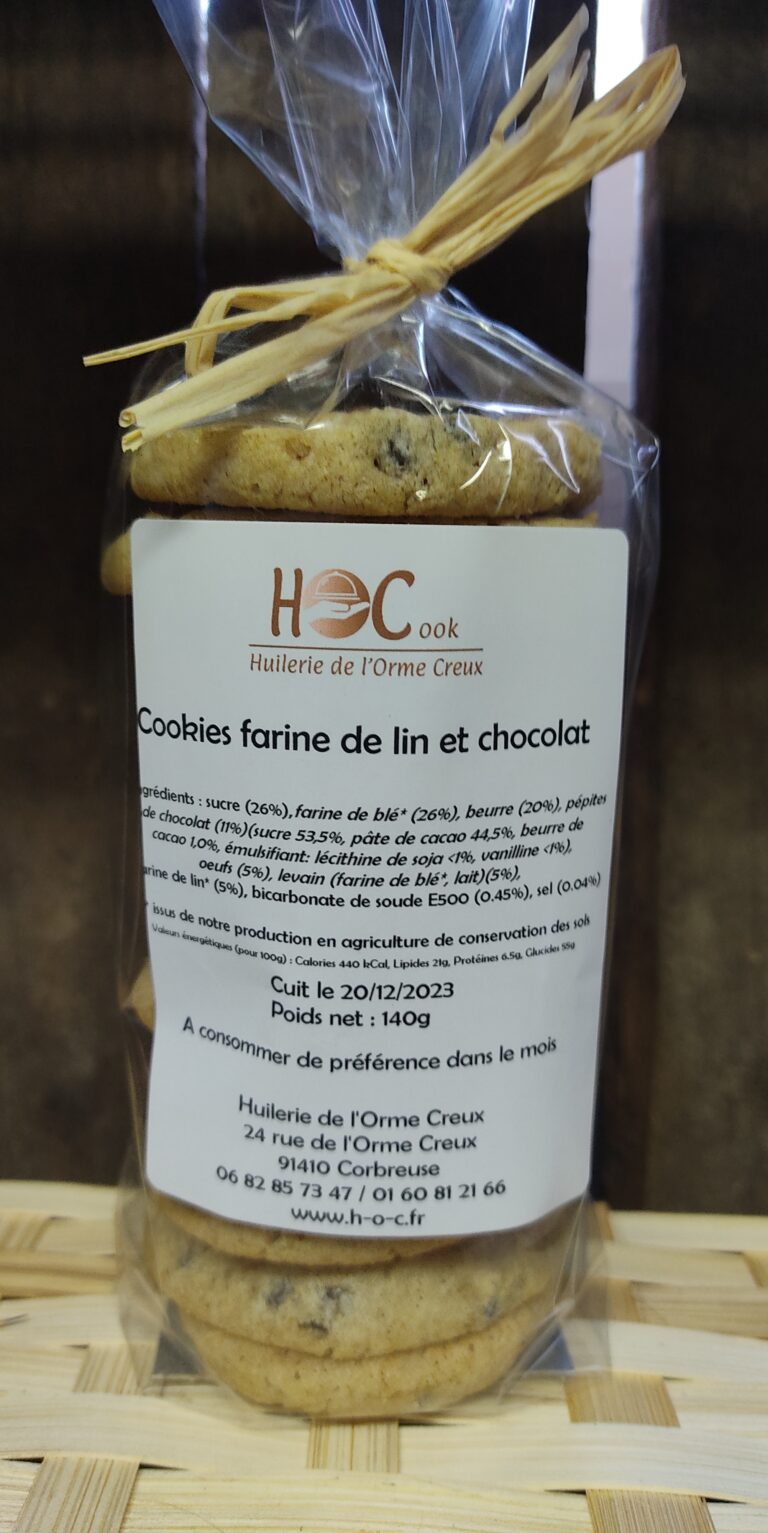 HOCook
Huilerie de l'Orme Creux
Cookies farine de lin et chocolat
grédients : sucre (26%), farine de blé* (26%), beurre (20%), pépites
de chocolat (11%)(sucre 53,5%, pâte de cacao 44,5%, beurre de
cacao 1,0%, émulsifiant: lécithine de soja <1%, vanilline <1%),
oeufs (5%), levain (farine de blé*, lait)(5%),
arine de lin* (5%), bicarbonate de soude E500 (0.45%), sel (0.04%)
* issus de notre production en agriculture de conservation des sols
Valeurs énergétiques (pour 100g) : Calories 440 kCal, Lipides 21g, Protéines 6.5g, Glucides 55g
Cuit le 20/12/2023
Poids net : 140g
A consommer de préférence dans le mois
Huilerie de l'Orme Creux
24 rue de l'Orme Creux
91410 Corbreuse
06 82 85 73 47 / 01 60 81 21 66
www.h-o-c.fr